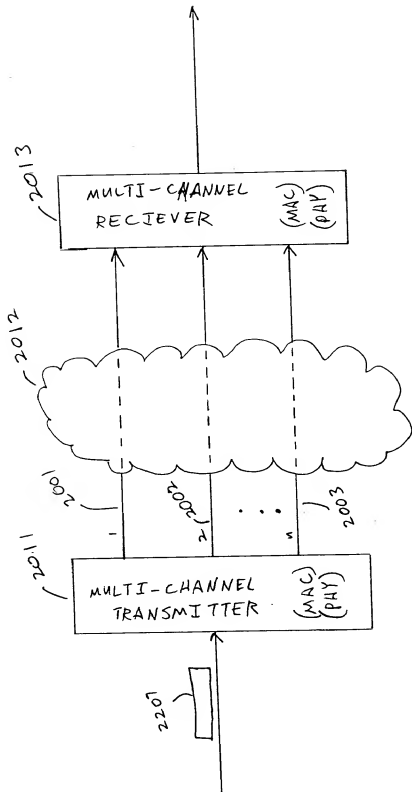 2013
MULTI-CHANNEL
RECIEVER
(MAC)
(PHY)
2012
2001
1
2002
2
...
n
2003
2011
MULTI-CHANNEL
TRANSMITTER
(MAC)
(PHY)
2207